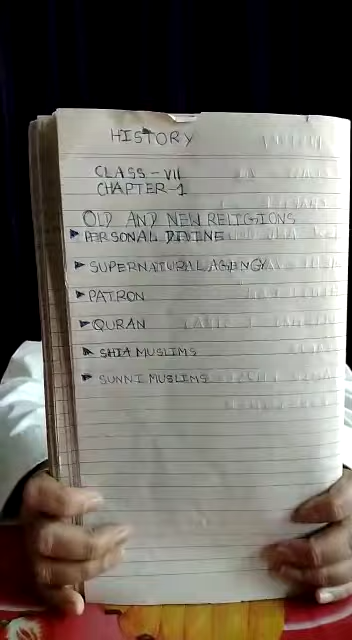 HISTORY
CLASS - VII
CHAPTER-1
OLD AND NEW RELIGIONS
▶ PERSONAL DIVINE
▶ SUPERNATURAL AGENCY
▶ PATRON
▶ QURAN
▶ SHIA MUSLIMS
▶ SUNNI MUSLIMS